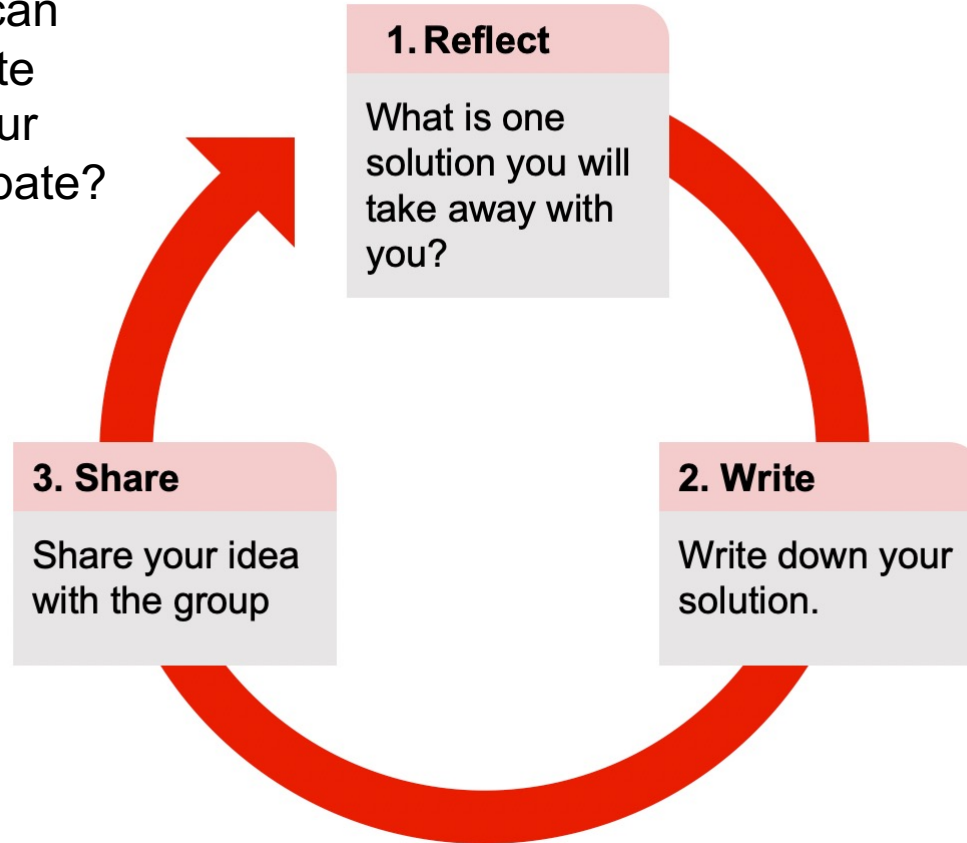 can
te
ur
pate?
1. Reflect
What is one
solution you will
take away with
you?
2. Write
Write down your
solution.
3. Share
Share your idea
with the group